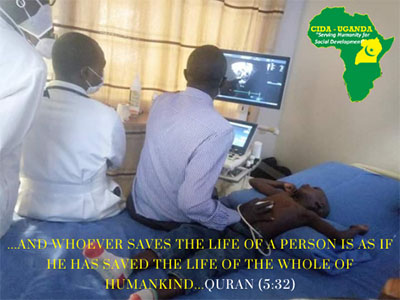 CIDA - UGANDA
"Serving Humanity for
Social Development"
...AND WHOEVER SAVES THE LIFE OF A PERSON IS AS IF
HE HAS SAVED THE LIFE OF THE WHOLE OF
HUMANKIND...QURAN (5:32)